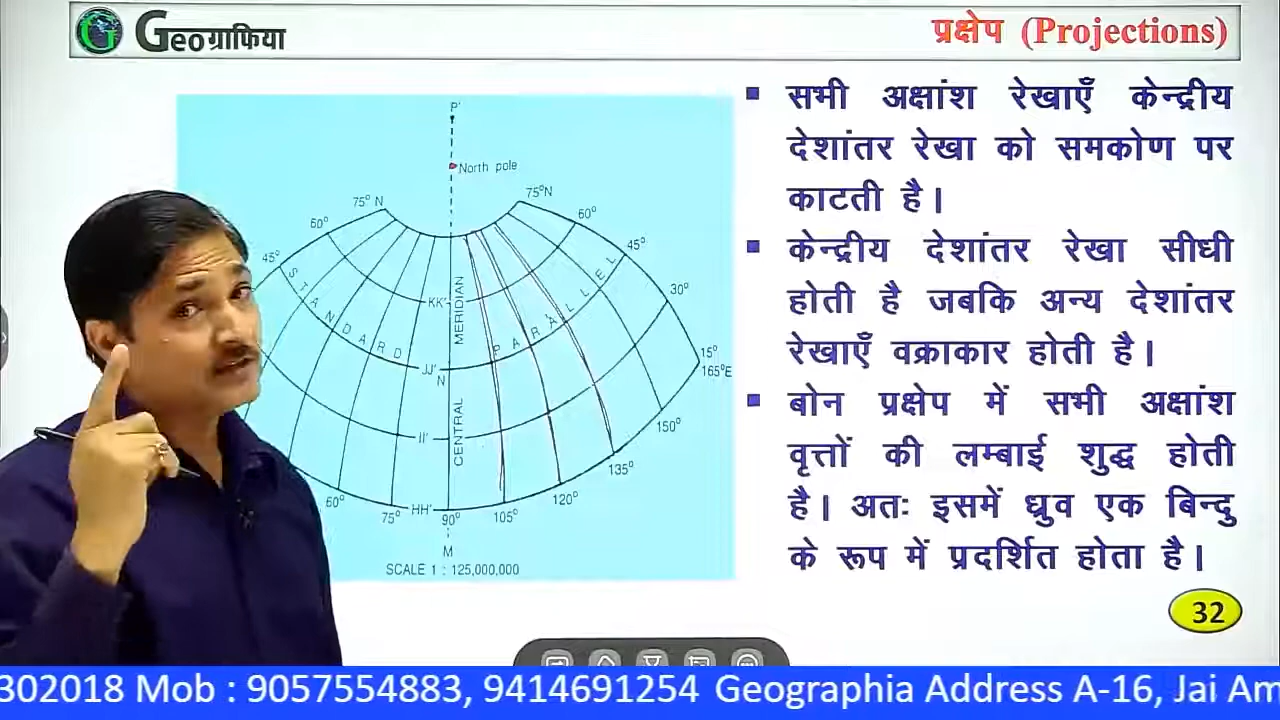 Geoग्राफिया
प्रक्षेप (Projections)
सभी अक्षांश रेखाएँ केन्द्रीय
देशांतर रेखा को समकोण पर
काटती है।
केन्द्रीय देशांतर रेखा सीधी
होती है जबकि अन्य देशांतर
रेखाएँ वक्राकार होती है।
बोन प्रक्षेप में सभी अक्षांश
वृत्तों की लम्बाई शुद्ध होती
है। अतः इसमें ध्रुव एक बिन्दु
के रूप में प्रदर्शित होता है।
P'
North pole
75° N
75°N
60°
60°
45°
45°
30°
15°
165°E
150°
135°
120°
105°
90°
75°
60°
KK'
JJ'
N
II'
HH'
M
STANDARD PARALLEL
CENTRAL MERIDIAN
SCALE 1 : 125,000,000
32
302018 Mob : 9057554883, 9414691254 Geographia Address A-16, Jai Am